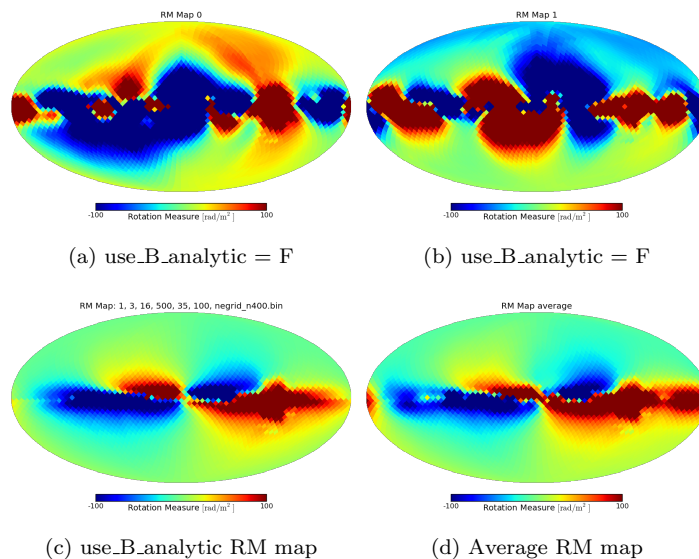 RM Map 0
RM Map 1
-100 100
Rotation Measure [rad/m²]
-100 100
Rotation Measure [rad/m²]
(a) use_B_analytic = F
(b) use_B_analytic = F
RM Map: 1, 3, 16, 500, 35, 100, negrid_n400.bin
RM Map average
-100 100
Rotation Measure [rad/m²]
-100 100
Rotation Measure [rad/m²]
(c) use_B_analytic RM map
(d) Average RM map